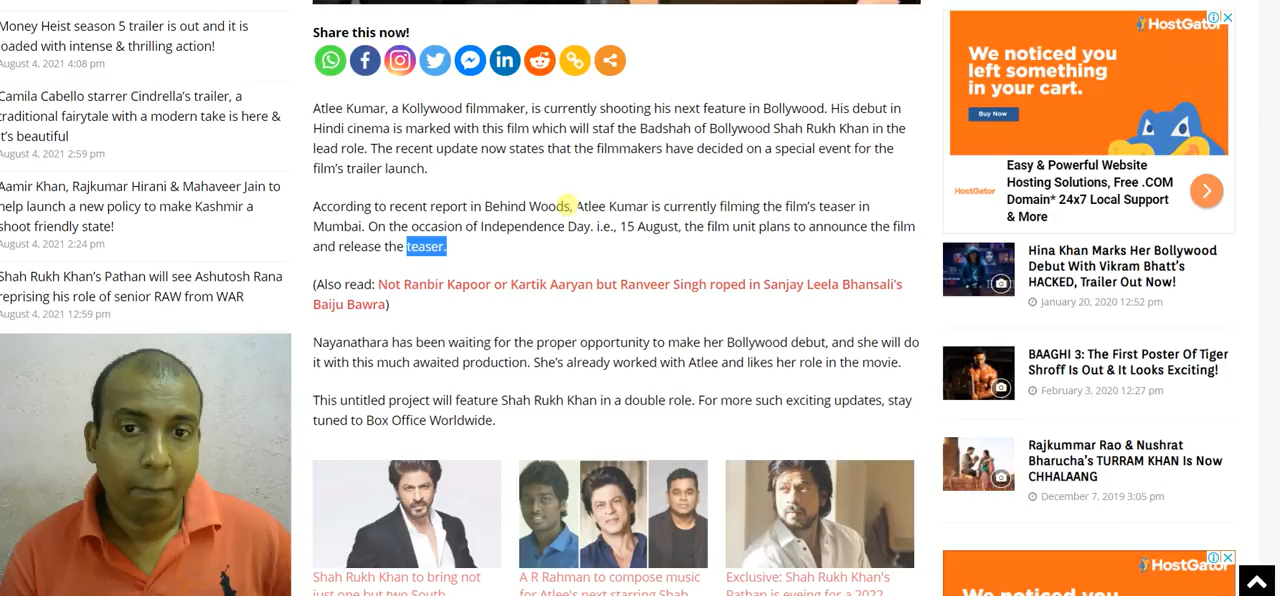 Money Heist season 5 trailer is out and it is
loaded with intense & thrilling action!
August 4, 2021 4:08 pm
Camila Cabello starrer Cindrella's trailer, a
traditional fairytale with a modern take is here &
it's beautiful
August 4, 2021 2:59 pm
Aamir Khan, Rajkumar Hirani & Mahaveer Jain to
help launch a new policy to make Kashmir a
shoot friendly state!
August 4, 2021 2:24 pm
Shah Rukh Khan's Pathan will see Ashutosh Rana
reprising his role of senior RAW from WAR
August 4, 2021 12:59 pm
Share this now!
Atlee Kumar, a Kollywood filmmaker, is currently shooting his next feature in Bollywood. His debut in
Hindi cinema is marked with this film which will staf the Badshah of Bollywood Shah Rukh Khan in the
lead role. The recent update now states that the filmmakers have decided on a special event for the
film's trailer launch.
According to recent report in Behind Woods, Atlee Kumar is currently filming the film's teaser in
Mumbai. On the occasion of Independence Day. i.e., 15 August, the film unit plans to announce the film
and release the teaser.
(Also read: Not Ranbir Kapoor or Kartik Aaryan but Ranveer Singh roped in Sanjay Leela Bhansali's
Baiju Bawra)
Nayanathara has been waiting for the proper opportunity to make her Bollywood debut, and she will do
it with this much awaited production. She's already worked with Atlee and likes her role in the movie.
This untitled project will feature Shah Rukh Khan in a double role. For more such exciting updates, stay
tuned to Box Office Worldwide.
Shah Rukh Khan to bring not
just one but two South
A R Rahman to compose music
for Atlee's next starring Shah
Exclusive: Shah Rukh Khan's
Pathan is eyeing for a 2022
HostGator
We noticed you
left something
in your cart.
Buy Now
HostGator
Easy & Powerful Website
Hosting Solutions, Free .COM
Domain* 24x7 Local Support
& More
Hina Khan Marks Her Bollywood
Debut With Vikram Bhatt's
HACKED, Trailer Out Now!
January 20, 2020 12:52 pm
BAAGHI 3: The First Poster Of Tiger
Shroff Is Out & It Looks Exciting!
February 3, 2020 12:27 pm
Rajkummar Rao & Nushrat
Bharucha's TURRAM KHAN Is Now
CHHALAANG
December 7, 2019 3:05 pm
HostGator
We noticed you